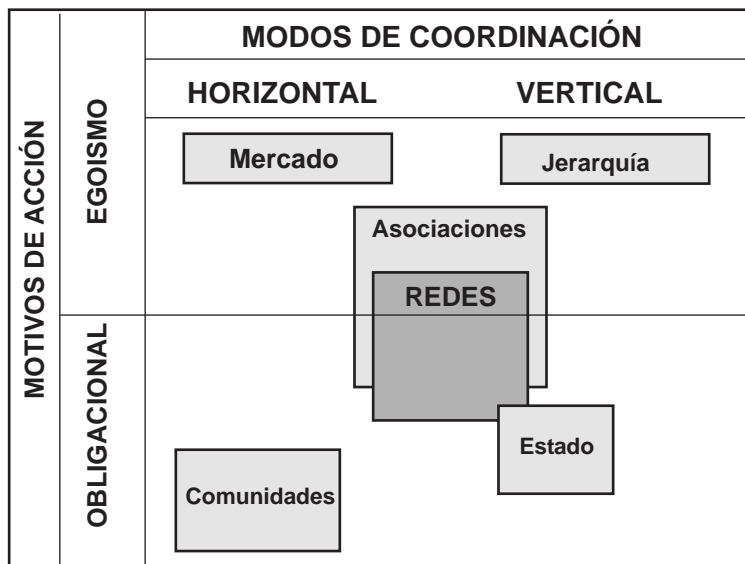 MODOS DE COORDINACIÓN
HORIZONTAL
VERTICAL
MOTIVOS DE ACCIÓN
EGOISMO
Mercado
Jerarquía
Asociaciones
REDES
OBLIGACIONAL
Estado
Comunidades